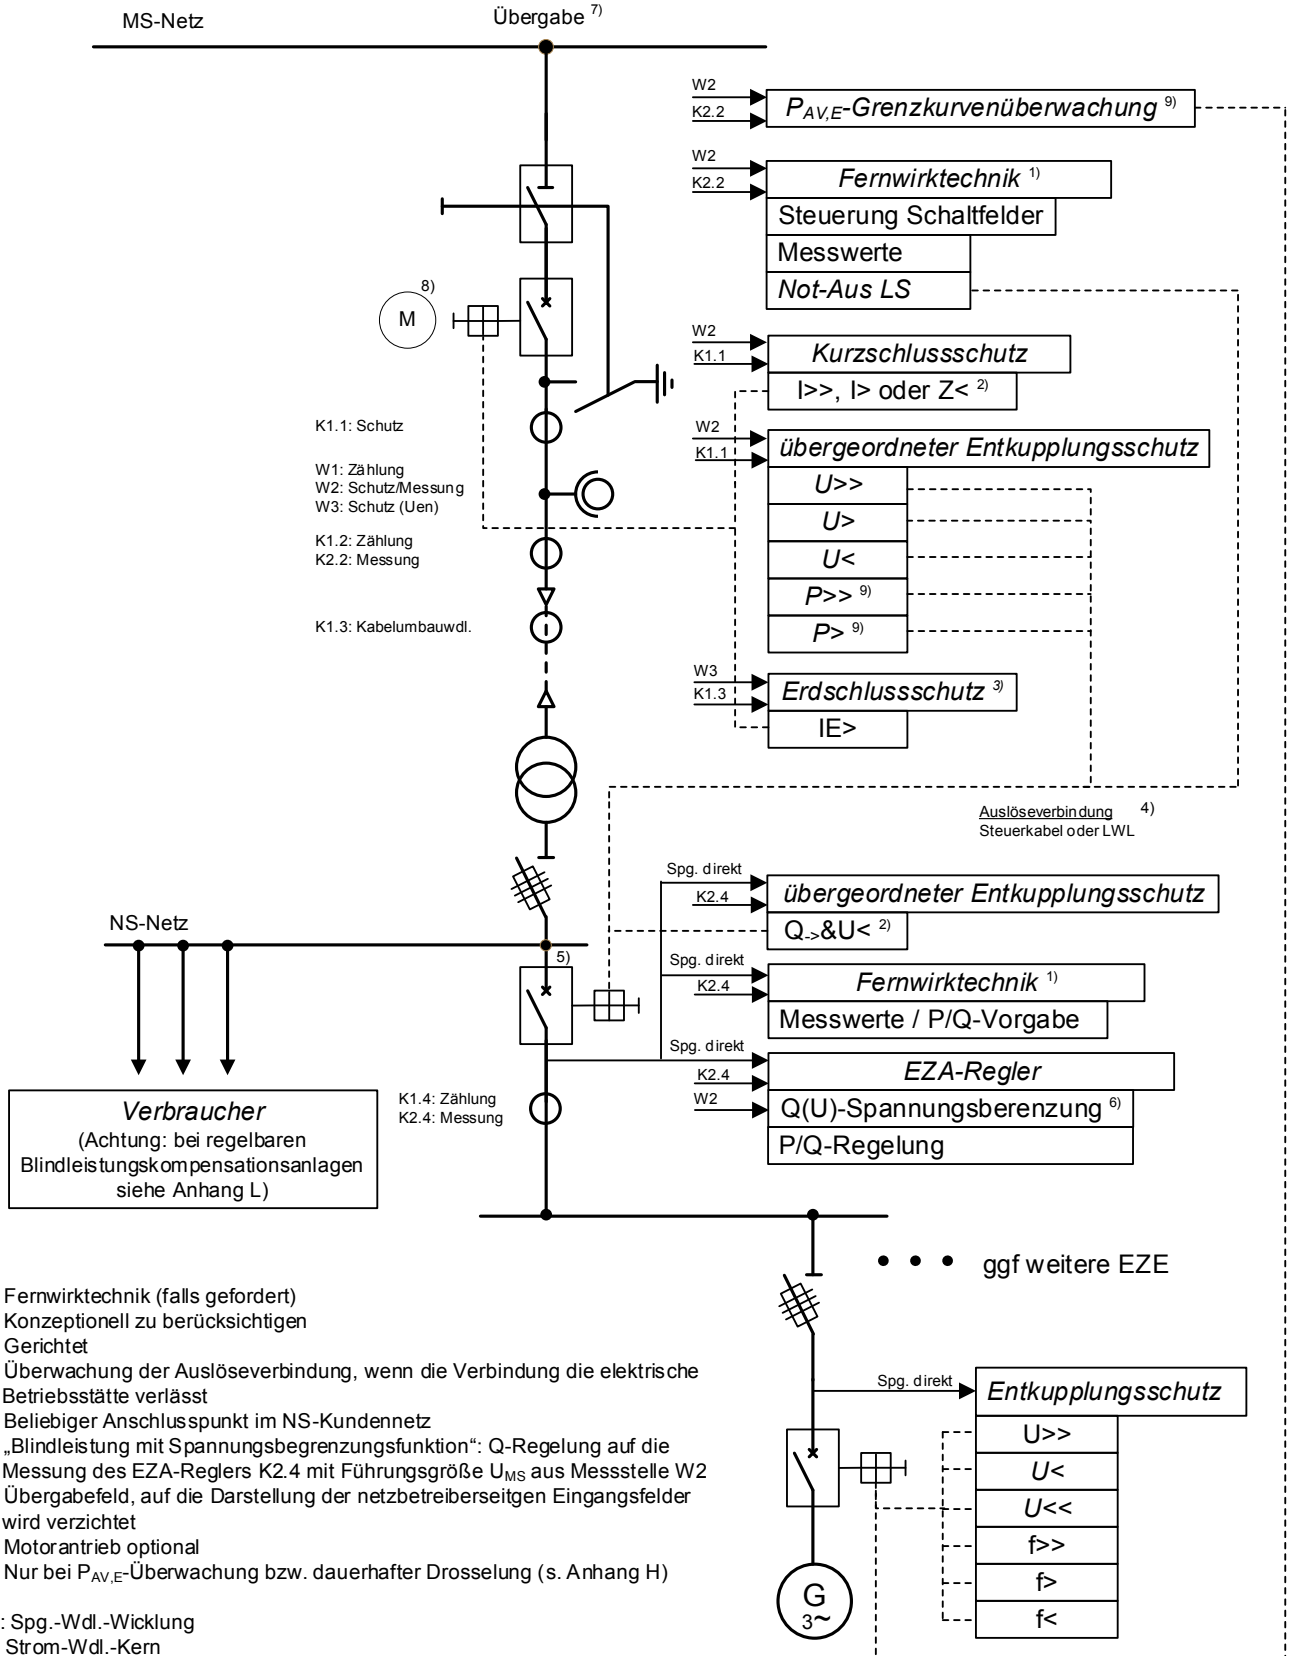 MS-Netz
Übergabe 7)
W2
K2.2
P_AV,E-Grenzkurvenüberwachung 9)
W2
K2.2
Fernwirktechnik 1)
Steuerung Schaltfelder
Messwerte
Not-Aus LS
8)
M
W2
K1.1
Kurzschlussschutz
I>>, I> oder Z< 2)
K1.1: Schutz
W2
K1.1
übergeordneter Entkupplungsschutz
U>>
U>
U<
P>> 9)
P> 9)
W1: Zählung
W2: Schutz/Messung
W3: Schutz (Uen)
K1.2: Zählung
K2.2: Messung
K1.3: Kabelumbauwdl.
W3
K1.3
Erdschlussschutz 3)
IE>
Auslöseverbindung 4)
Steuerkabel oder LWL
Spg. direkt
K2.4
übergeordneter Entkupplungsschutz
Q->&U< 2)
NS-Netz
5)
Spg. direkt
K2.4
Fernwirktechnik 1)
Messwerte / P/Q-Vorgabe
Spg. direkt
K2.4
W2
EZA-Regler
Q(U)-Spannungsberenzung 6)
P/Q-Regelung
K1.4: Zählung
K2.4: Messung
Verbraucher
(Achtung: bei regelbaren
Blindleistungskompensationsanlagen
siehe Anhang L)
• • • ggf weitere EZE
Fernwirktechnik (falls gefordert)
Konzeptionell zu berücksichtigen
Gerichtet
Überwachung der Auslöseverbindung, wenn die Verbindung die elektrische
Betriebsstätte verlässt
Beliebiger Anschlusspunkt im NS-Kundennetz
„Blindleistung mit Spannungsbegrenzungsfunktion“: Q-Regelung auf die
Messung des EZA-Reglers K2.4 mit Führungsgröße U_MS aus Messstelle W2
Übergabefeld, auf die Darstellung der netzbetreiberseitgen Eingangsfelder
wird verzichtet
Motorantrieb optional
Nur bei P_AV,E-Überwachung bzw. dauerhafter Drosselung (s. Anhang H)
: Spg.-Wdl.-Wicklung
Strom-Wdl.-Kern
Spg. direkt
Entkupplungsschutz
U>>
U<
U<<
f>>
f>
f<
G
3~